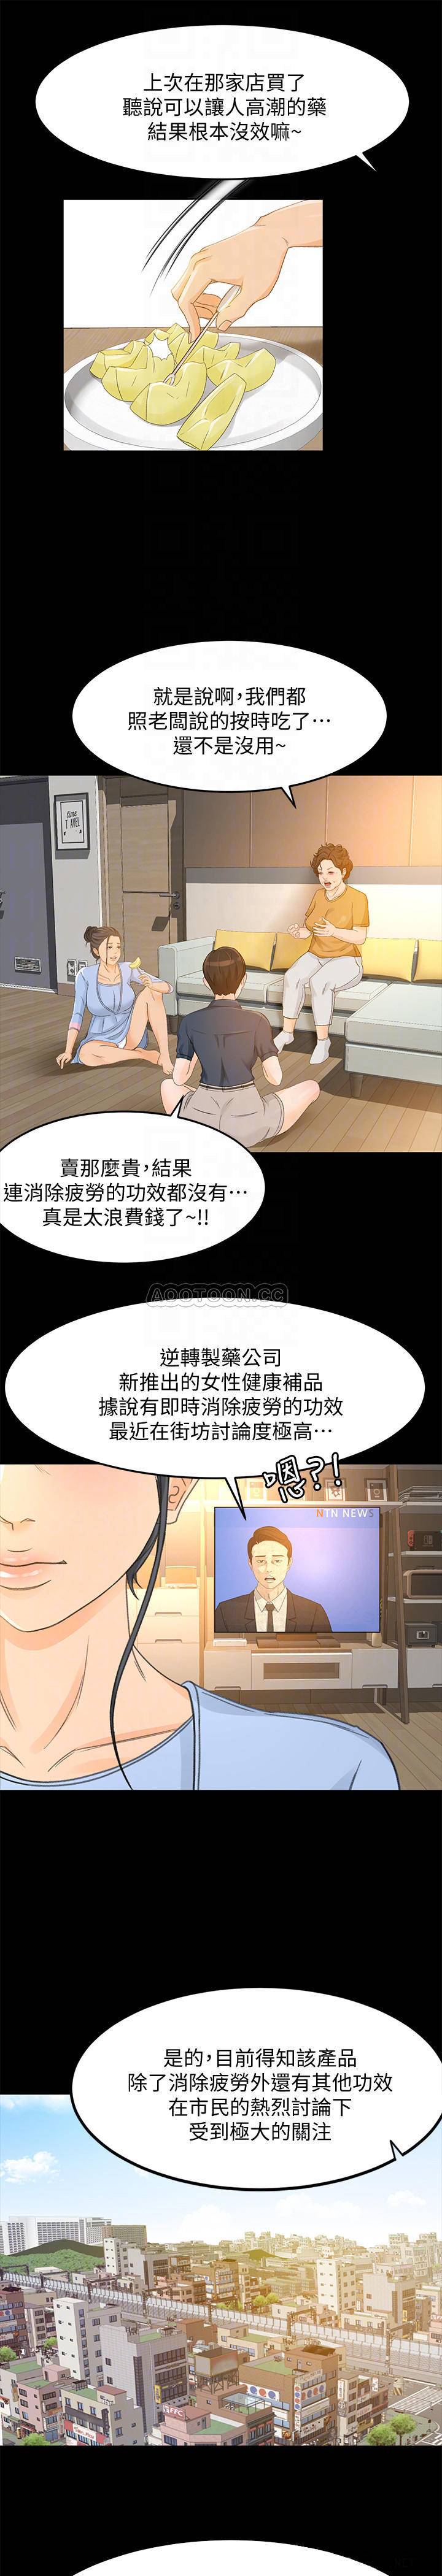 上次在那家店買了
聽說可以讓人高潮的藥
結果根本沒效嘛~
就是說啊，我們都
照老闆說的按時吃了…
還不是沒用~
time
TRAVEL
賣那麼貴，結果
連消除疲勞的功效都沒有…
真是太浪費錢了~!!
AOOTOON.CC
逆轉製藥公司
新推出的女性健康補品
據說有即時消除疲勞的功效
最近在街坊討論度極高…
嗯?!
NTN NEWS
是的，目前得知該產品
除了消除疲勞外還有其他功效
在市民的熱烈討論下
受到極大的關注